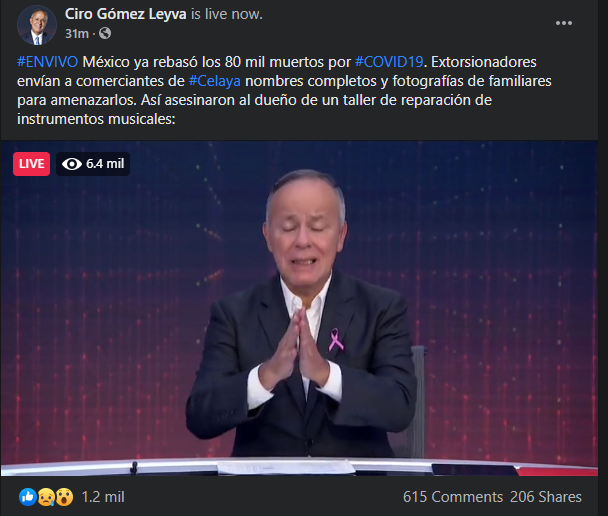 Ciro Gómez Leyva is live now.
31m ·
#ENVIVO México ya rebasó los 80 mil muertos por #COVID19. Extorsionadores
envían a comerciantes de #Celaya nombres completos y fotografías de familiares
para amenazarlos. Así asesinaron al dueño de un taller de reparación de
instrumentos musicales:
LIVE 6.4 mil
1.2 mil 615 Comments 206 Shares